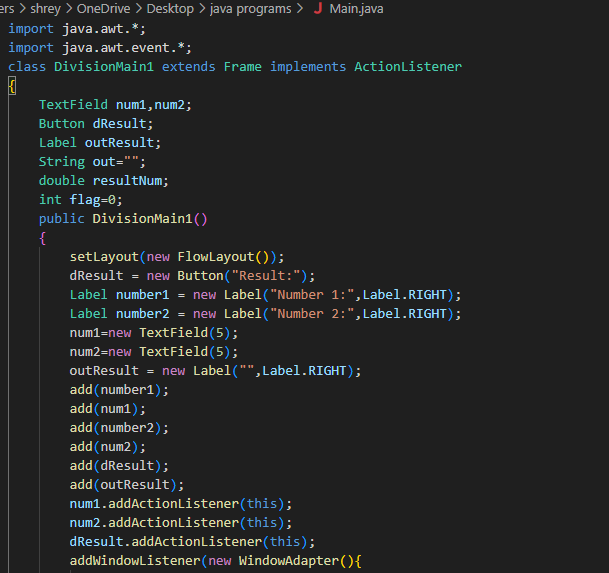 ers > shrey > OneDrive > Desktop > java programs > J Main.java
import java.awt.*;
import java.awt.event.*;
class DivisionMain1 extends Frame implements ActionListener
{
    TextField num1,num2;
    Button dResult;
    Label outResult;
    String out="";
    double resultNum;
    int flag=0;
    public DivisionMain1()
    {
        setLayout(new FlowLayout());
        dResult = new Button("Result:");
        Label number1 = new Label("Number 1:",Label.RIGHT);
        Label number2 = new Label("Number 2:",Label.RIGHT);
        num1=new TextField(5);
        num2=new TextField(5);
        outResult = new Label("",Label.RIGHT);
        add(number1);
        add(num1);
        add(number2);
        add(num2);
        add(dResult);
        add(outResult);
        num1.addActionListener(this);
        num2.addActionListener(this);
        dResult.addActionListener(this);
        addWindowListener(new WindowAdapter(){